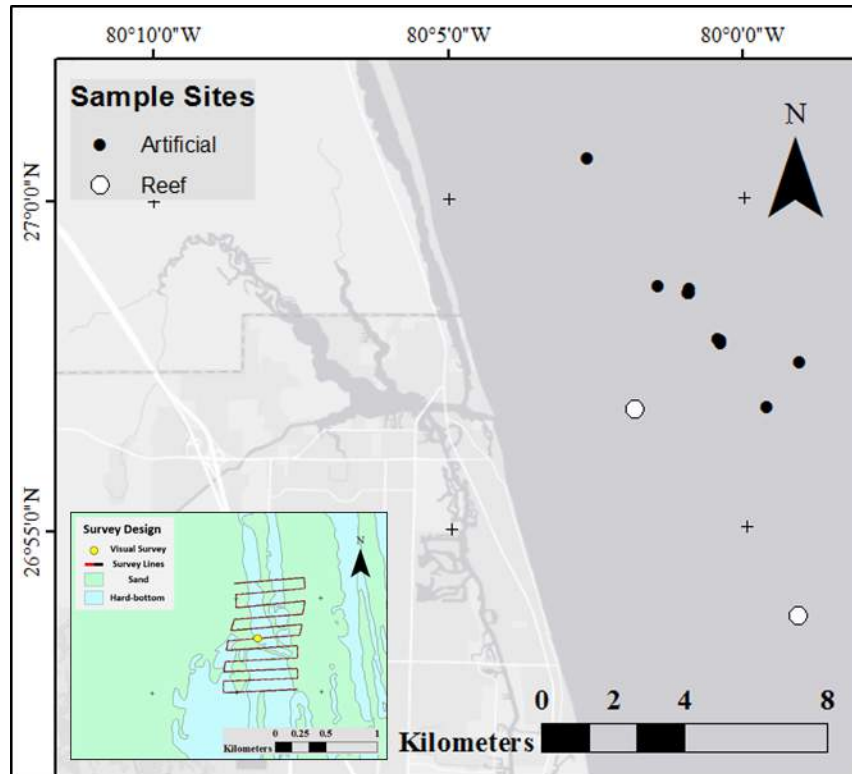 80°10'0"W 80°5'0"W 80°0'0"W
Sample Sites
Artificial
Reef
N
27°0'0"N
26°55'0"N
Survey Design
Visual Survey
Survey Lines
Sand
Hard-bottom
N
0 0.25 0.5 1
Kilometers
0 2 4 8
Kilometers